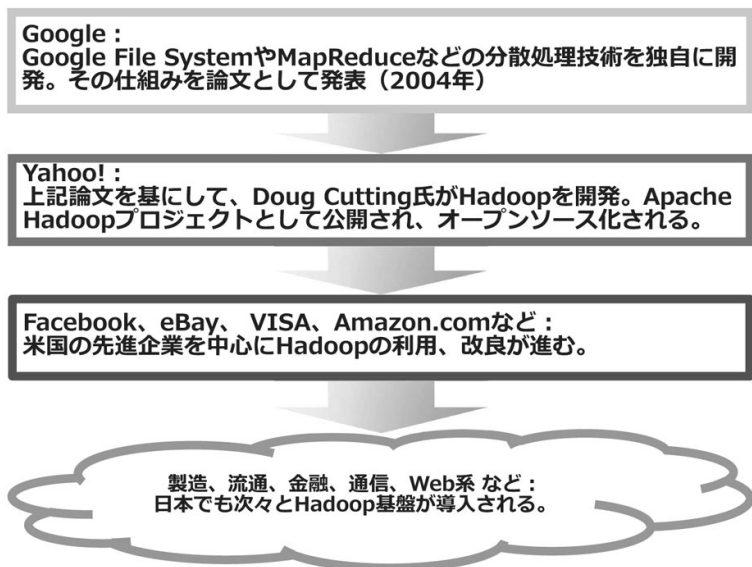 Google：
Google File SystemやMapReduceなどの分散処理技術を独自に開
発。その仕組みを論文として発表（2004年）
Yahoo!：
上記論文を基にして、Doug Cutting氏がHadoopを開発。Apache
Hadoopプロジェクトとして公開され、オープンソース化される。
Facebook、eBay、 VISA、Amazon.comなど：
米国の先進企業を中心にHadoopの利用、改良が進む。
製造、流通、金融、通信、Web系 など：
日本でも次々とHadoop基盤が導入される。